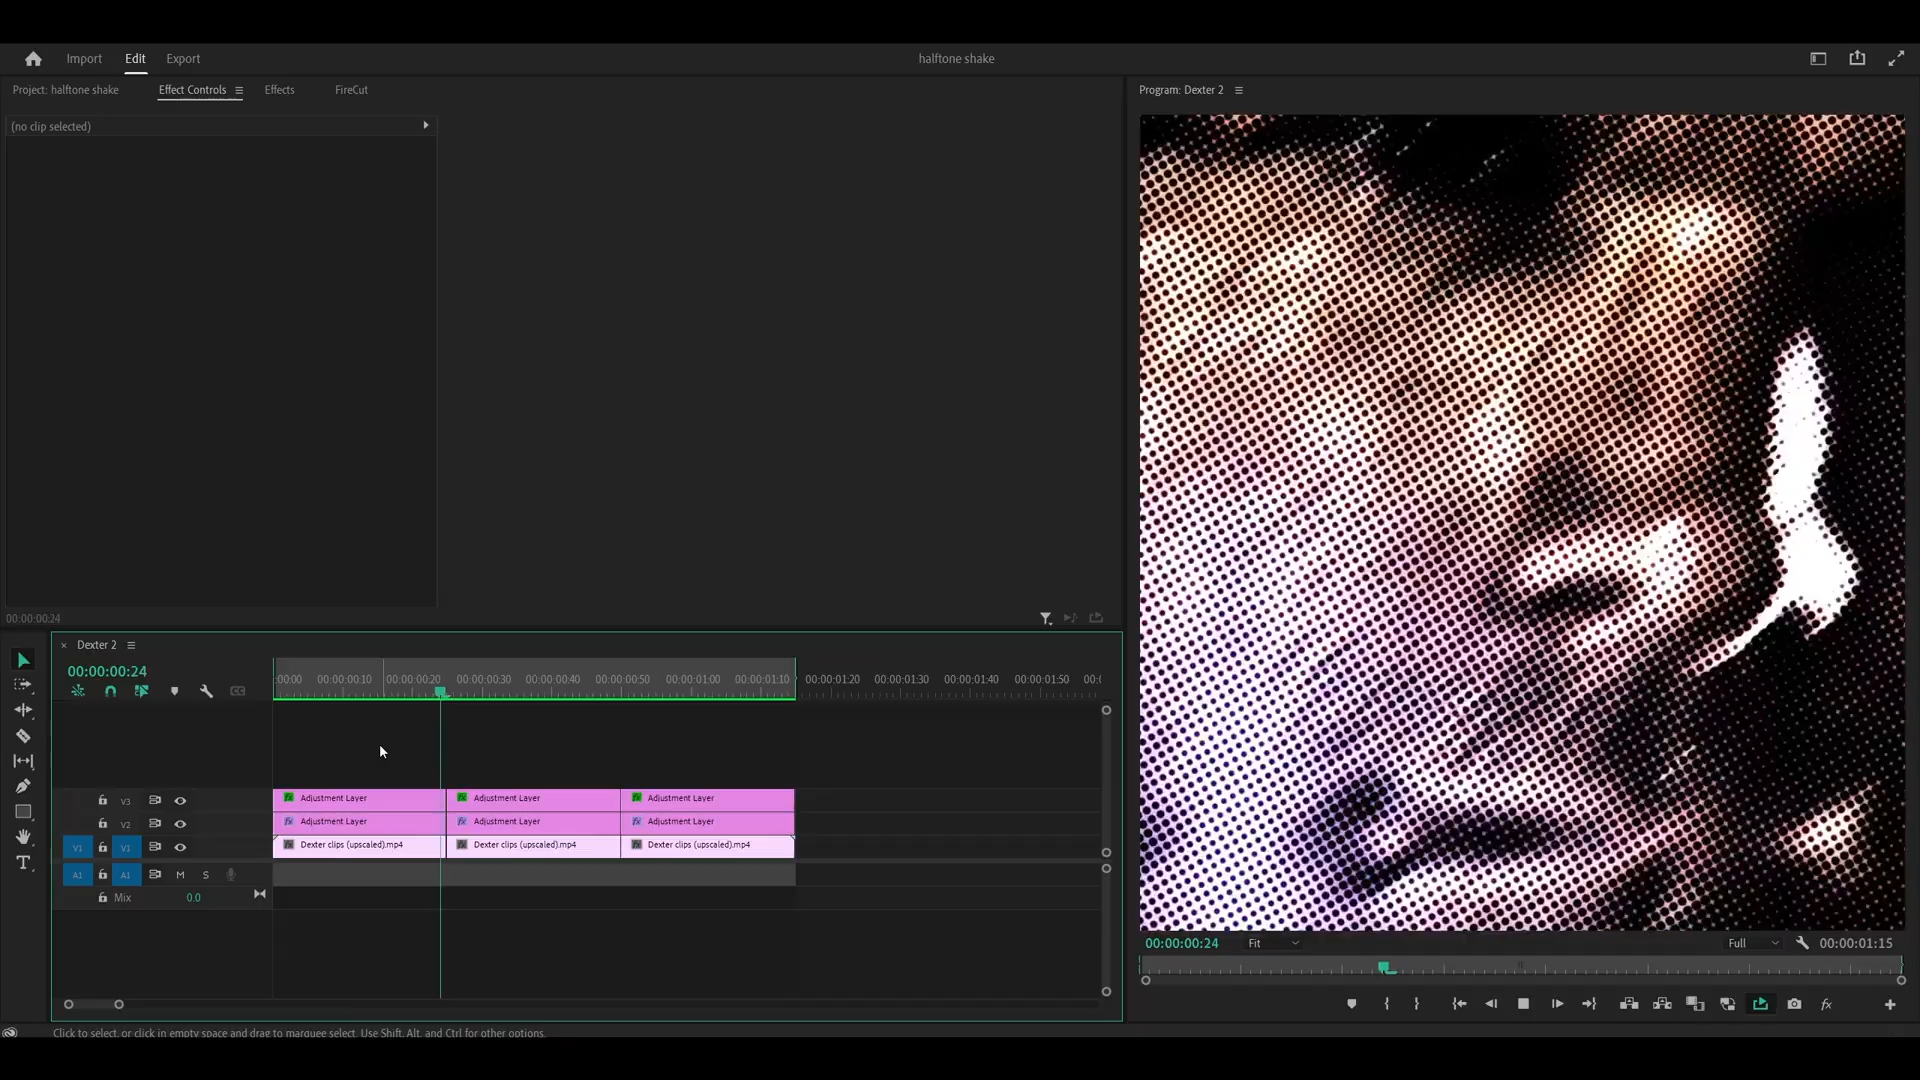 Import Edit Export halftone shake
Project: halftone shake Effect Controls Effects FireCut Program: Dexter 2
(no clip selected)
00:00:00:24
Dexter 2
00:00:00:24
:00:00 00:00:00:10 00:00:00:20 00:00:00:30 00:00:00:40 00:00:00:50 00:00:01:00 00:00:01:10 00:00:01:20 00:00:01:30 00:00:01:40 00:00:01:50 00:0
CC
V3 Adjustment Layer Adjustment Layer Adjustment Layer
V2 fx Adjustment Layer fx Adjustment Layer fx Adjustment Layer
V1 V1 Dexter clips (upscaled).mp4 Dexter clips (upscaled).mp4 Dexter clips (upscaled).mp4
A1 A1 M S
Mix 0.0
00:00:00:24 Fit Full 00:00:01:15
fx
Click to select, or click in empty space and drag to marquee select. Use Shift, Alt, and Ctrl for other options.